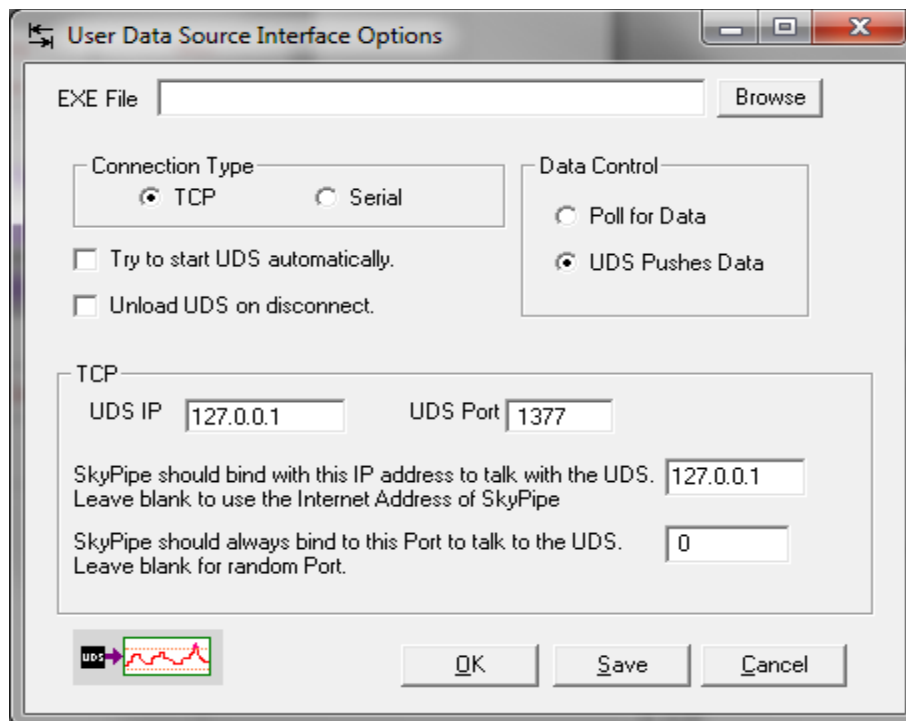 User Data Source Interface Options
EXE File
Browse
Connection Type
TCP
Serial
Data Control
Poll for Data
UDS Pushes Data
Try to start UDS automatically.
Unload UDS on disconnect.
TCP
UDS IP
127.0.0.1
UDS Port
1377
SkyPipe should bind with this IP address to talk with the UDS.
Leave blank to use the Internet Address of SkyPipe
127.0.0.1
SkyPipe should always bind to this Port to talk to the UDS.
Leave blank for random Port.
0
UDS
OK
Save
Cancel